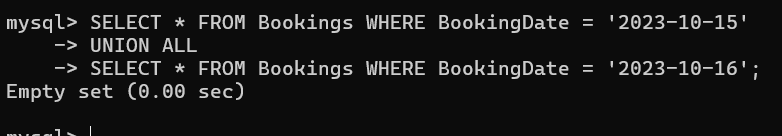 mysql> SELECT * FROM Bookings WHERE BookingDate = '2023-10-15'
    -> UNION ALL
    -> SELECT * FROM Bookings WHERE BookingDate = '2023-10-16';
Empty set (0.00 sec)
mysql>